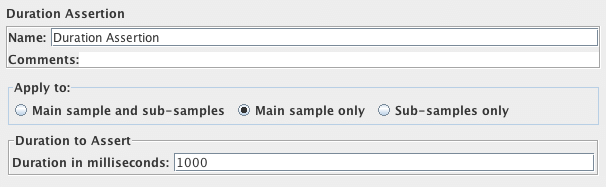 Duration Assertion
Name: Duration Assertion
Comments:
Apply to:
Main sample and sub-samples Main sample only Sub-samples only
Duration to Assert
Duration in milliseconds: 1000